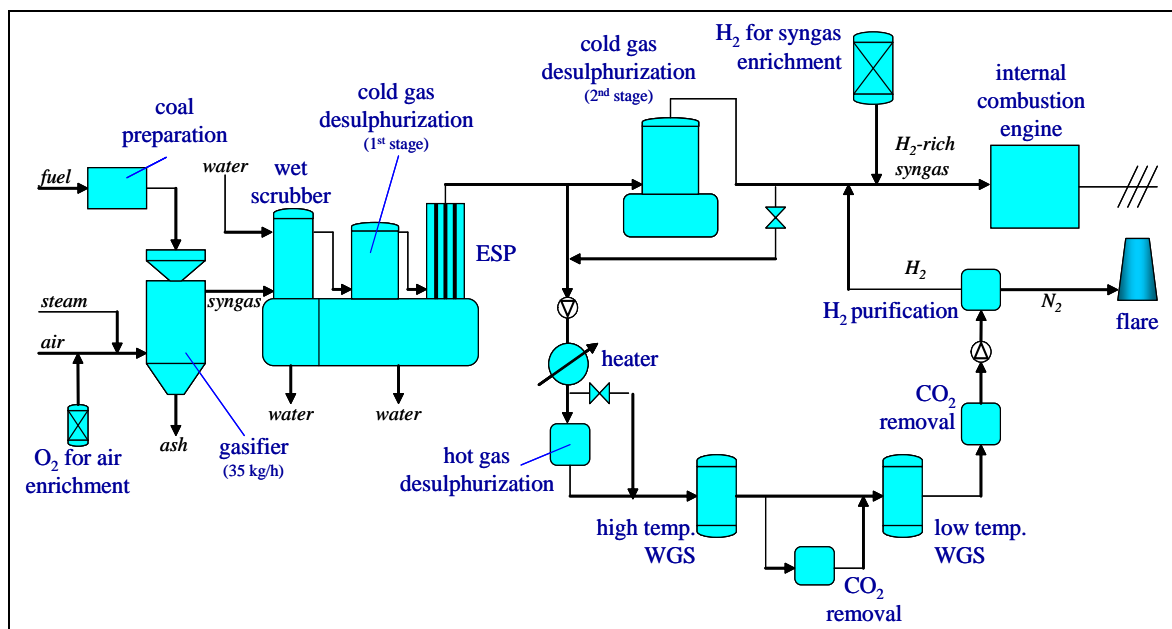 H2 for syngas
enrichment
cold gas
desulphurization
(2nd stage)
internal
combustion
engine
cold gas
desulphurization
(1st stage)
coal
preparation
fuel
water
wet
scrubber
H2-rich
syngas
ESP
steam
syngas
air
H2
H2 purification
N2
flare
heater
water
water
ash
gasifier
(35 kg/h)
O2 for air
enrichment
CO2
removal
hot gas
desulphurization
high temp.
WGS
low temp.
WGS
CO2
removal